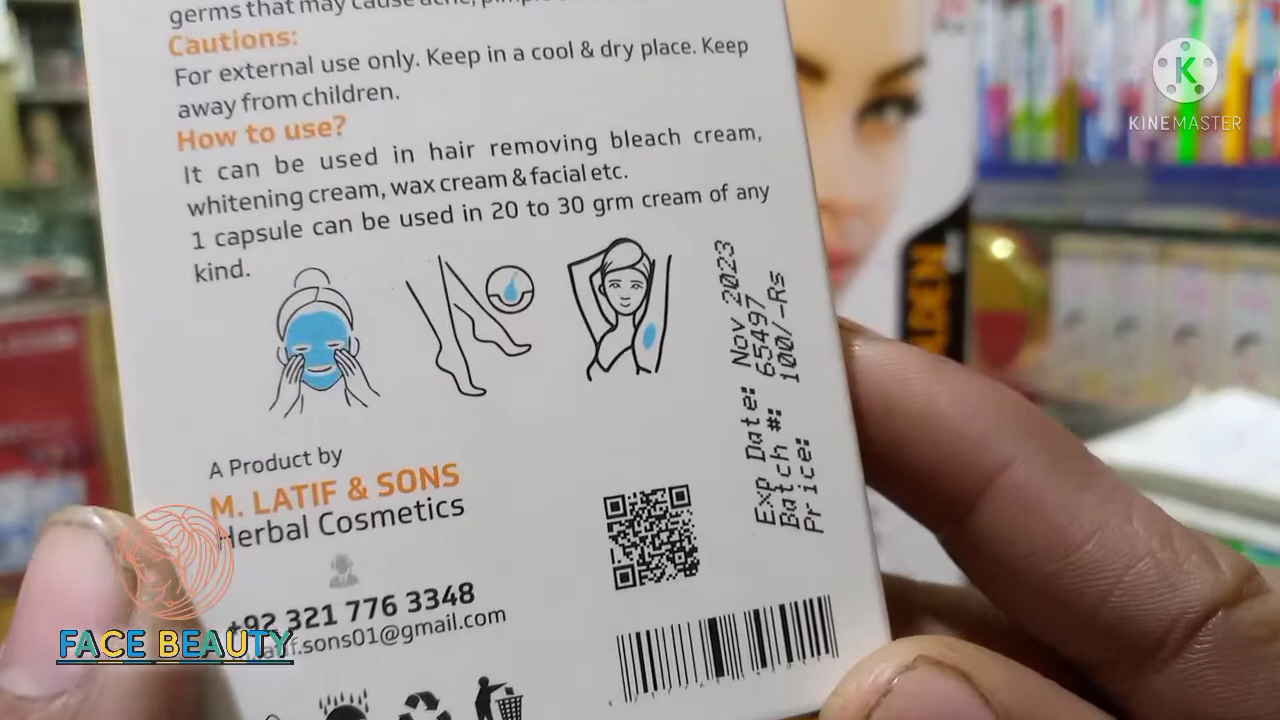 germs that may cause acne,
Cautions:
For external use only. Keep in a cool & dry place. Keep
away from children.
How to use?
It can be used in hair removing bleach cream,
whitening cream, wax cream & facial etc.
1 capsule can be used in 20 to 30 grm cream of any
kind.
Exp Date: Nov 2023
Batch #: 65497
Price: 100/-Rs
A Product by
M. LATIF & SONS
Herbal Cosmetics
+92 321 776 3348
.sons01@gmail.com
FACE BEAUTY
K
KINEMASTER